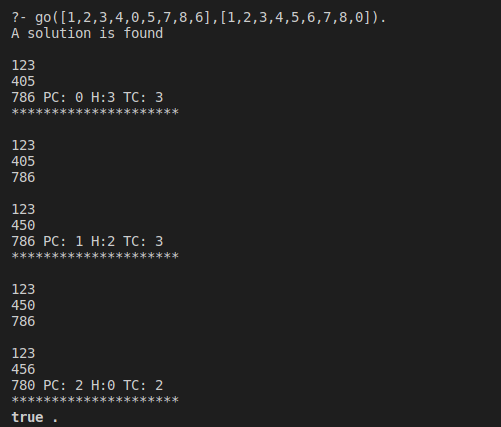 ?- go([1,2,3,4,0,5,7,8,6],[1,2,3,4,5,6,7,8,0]).
A solution is found
123
405
786 PC: 0 H:3 TC: 3
*********************
123
405
786
123
450
786 PC: 1 H:2 TC: 3
*********************
123
450
786
123
456
780 PC: 2 H:0 TC: 2
*********************
true .